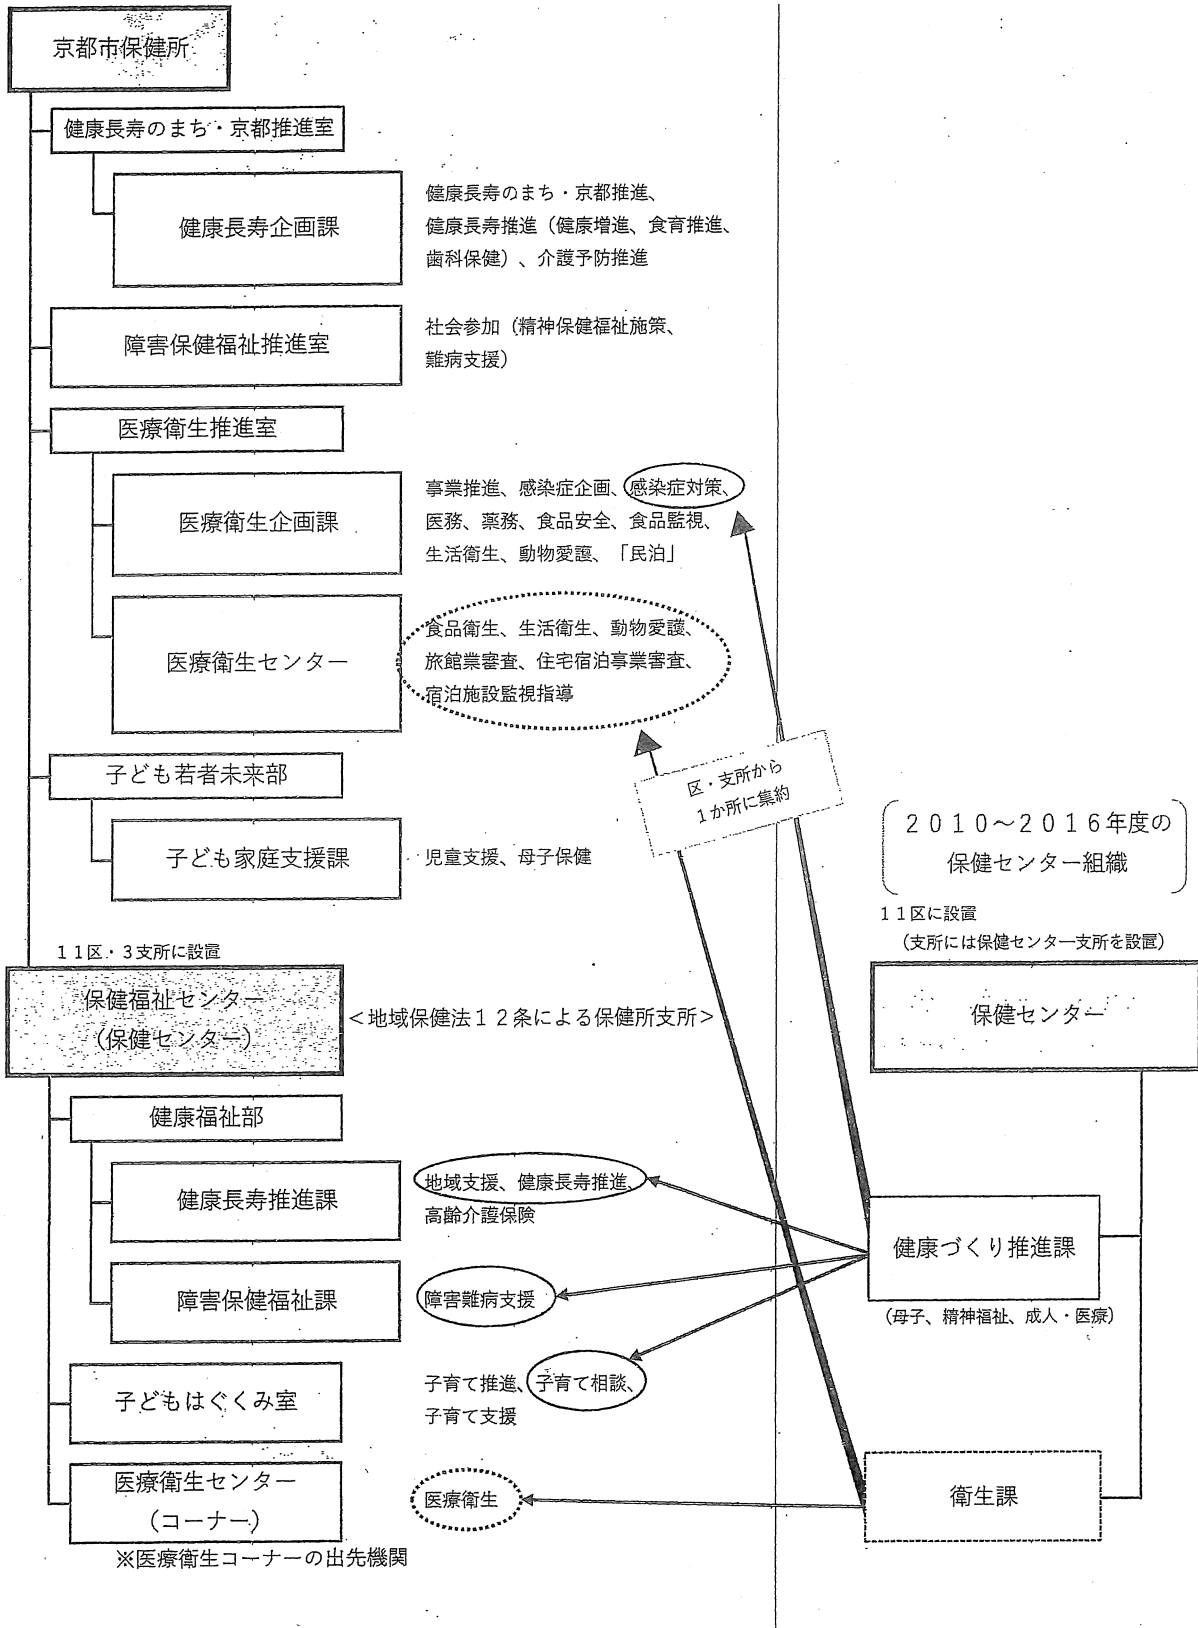 京都市保健所
健康長寿のまち・京都推進室
健康長寿企画課
健康長寿のまち・京都推進、
健康長寿推進（健康増進、食育推進、
歯科保健）、介護予防推進
障害保健福祉推進室
社会参加（精神保健福祉施策、
難病支援）
医療衛生推進室
医療衛生企画課
事業推進、感染症企画、感染症対策、
医務、薬務、食品安全、食品監視、
生活衛生、動物愛護、「民泊」
医療衛生センター
食品衛生、生活衛生、動物愛護、
旅館業審査、住宅宿泊事業審査、
宿泊施設監視指導
子ども若者未来部
子ども家庭支援課
児童支援、母子保健
区・支所から
１か所に集約
２０１０～２０１６年度の
保健センター組織
１１区に設置
（支所には保健センター支所を設置）
１１区・３支所に設置
保健福祉センター
（保健センター）
＜地域保健法１２条による保健所支所＞
保健センター
健康福祉部
健康長寿推進課
地域支援、健康長寿推進、
高齢介護保険
障害保健福祉課
障害難病支援
健康づくり推進課
（母子、精神福祉、成人・医療）
子どもはぐくみ室
子育て推進、子育て相談、
子育て支援
医療衛生センター
（コーナー）
医療衛生
衛生課
※医療衛生コーナーの出先機関